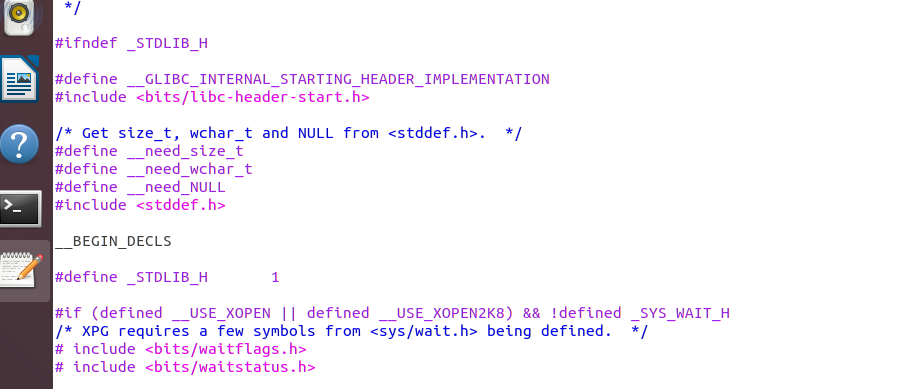 */
#ifndef _STDLIB_H
#define __GLIBC_INTERNAL_STARTING_HEADER_IMPLEMENTATION
#include <bits/libc-header-start.h>
/* Get size_t, wchar_t and NULL from <stddef.h>.  */
#define __need_size_t
#define __need_wchar_t
#define __need_NULL
#include <stddef.h>
__BEGIN_DECLS
#define _STDLIB_H       1
#if (defined __USE_XOPEN || defined __USE_XOPEN2K8) && !defined _SYS_WAIT_H
/* XPG requires a few symbols from <sys/wait.h> being defined.  */
# include <bits/waitflags.h>
# include <bits/waitstatus.h>